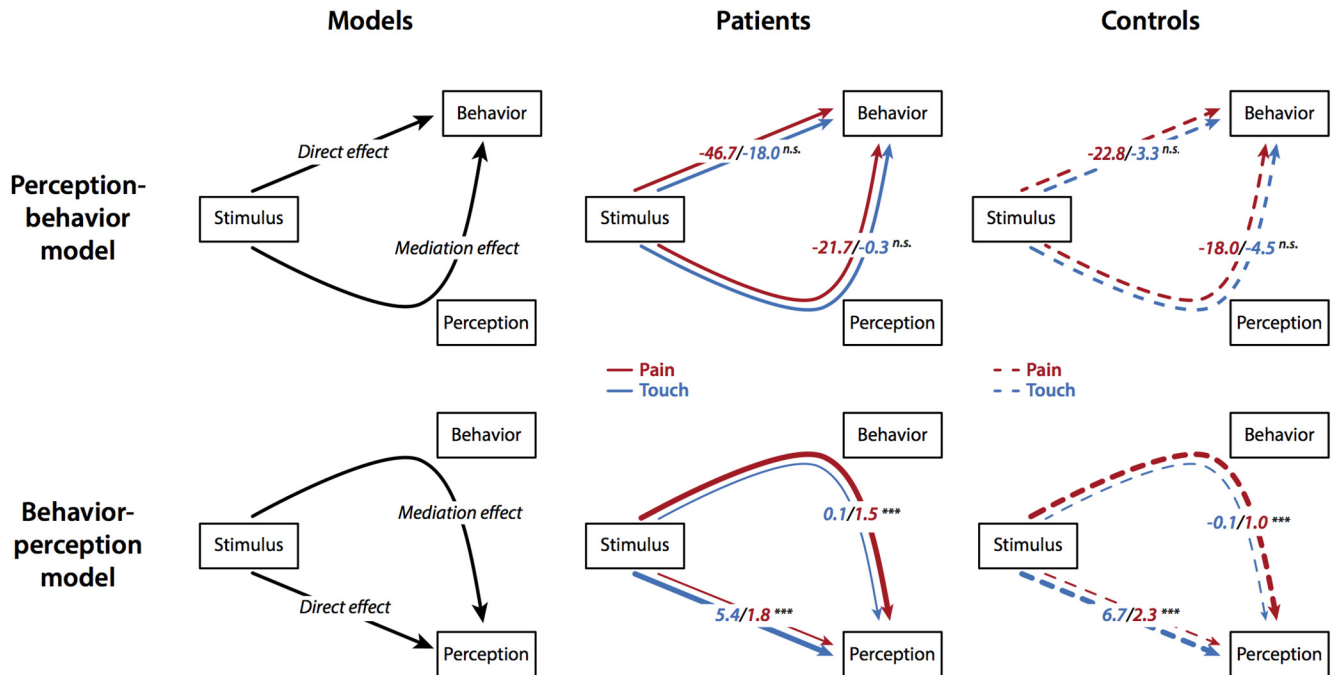 Models
Patients
Controls
Perception-
behavior
model
Behavior
Direct effect
Stimulus
Mediation effect
Perception
Behavior
-46.7/-18.0 n.s.
Stimulus
-21.7/-0.3 n.s.
Perception
Behavior
-22.8/-3.3 n.s.
Stimulus
-18.0/-4.5 n.s.
Perception
Pain
Touch
Pain
Touch
Behavior-
perception
model
Behavior
Mediation effect
Stimulus
Direct effect
Perception
Behavior
0.1/1.5 ***
Stimulus
5.4/1.8 ***
Perception
Behavior
-0.1/1.0 ***
Stimulus
6.7/2.3 ***
Perception